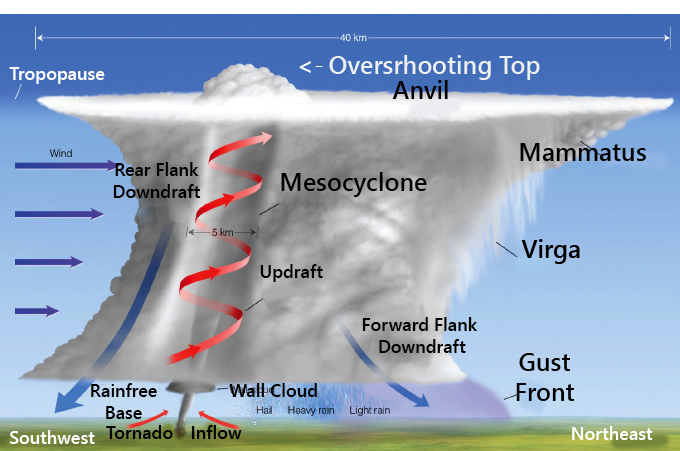 40 km
<- Oversrhooting Top
Tropopause
Anvil
Wind
Mammatus
Rear Flank
Downdraft
Mesocyclone
5 km
Virga
Updraft
Forward Flank
Downdraft
Gust
Front
Rainfree
Base
Wall Cloud
Hail Heavy rain Light rain
Southwest
Tornado
Inflow
Northeast